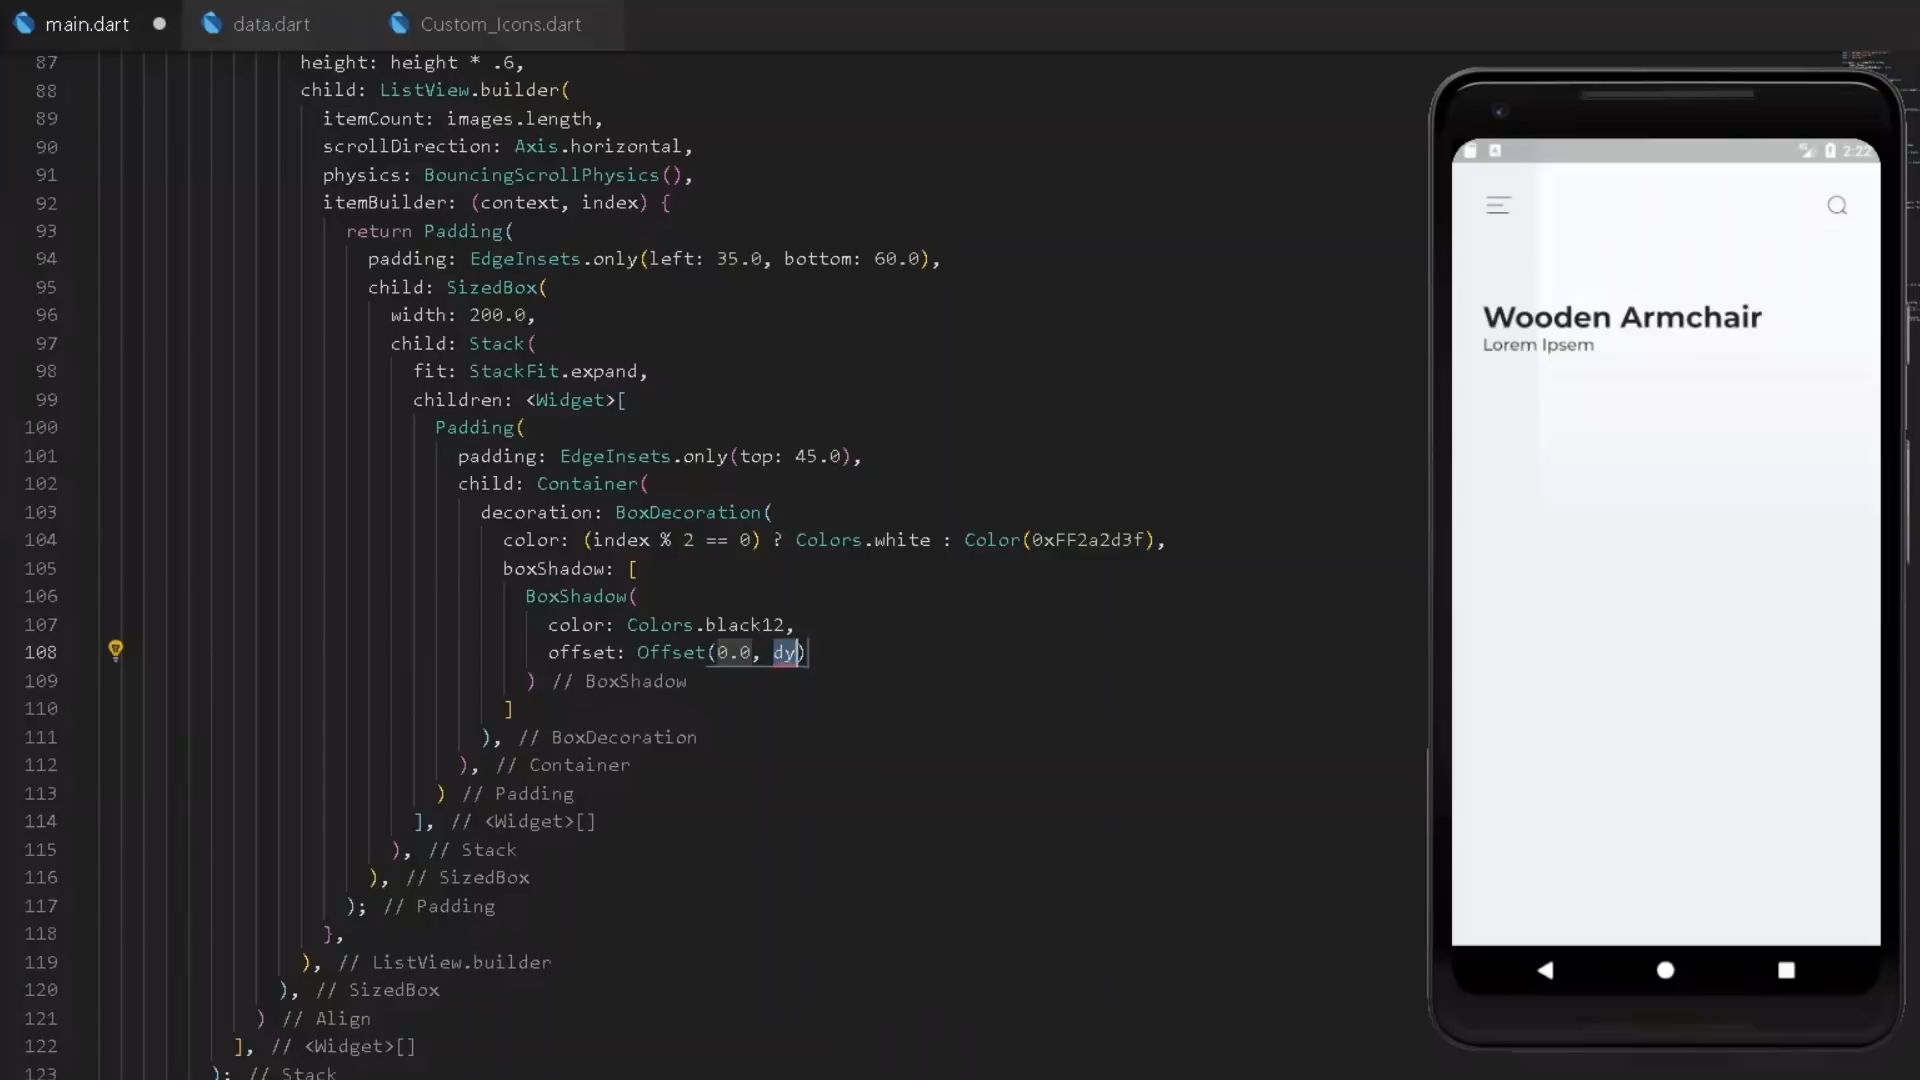 main.dart
data.dart
Custom_Icons.dart
87 height: height * .6,
88 child: ListView.builder(
89 itemCount: images.length,
90 scrollDirection: Axis.horizontal,
91 physics: BouncingScrollPhysics(),
92 itemBuilder: (context, index) {
93 return Padding(
94 padding: EdgeInsets.only(left: 35.0, bottom: 60.0),
95 child: SizedBox(
96 width: 200.0,
97 child: Stack(
98 fit: StackFit.expand,
99 children: <Widget>[
100 Padding(
101 padding: EdgeInsets.only(top: 45.0),
102 child: Container(
103 decoration: BoxDecoration(
104 color: (index % 2 == 0) ? Colors.white : Color(0xFF2a2d3f),
105 boxShadow: [
106 BoxShadow(
107 color: Colors.black12,
108 offset: Offset(0.0, dy)
109 ) // BoxShadow
110 ]
111 ), // BoxDecoration
112 ), // Container
113 ) // Padding
114 ], // <Widget>[]
115 ), // Stack
116 ), // SizedBox
117 ); // Padding
118 },
119 ), // ListView.builder
120 ), // SizedBox
121 ) // Align
122 ], // <Widget>[]
123 ); // Stack
2:22
Wooden Armchair
Lorem Ipsem